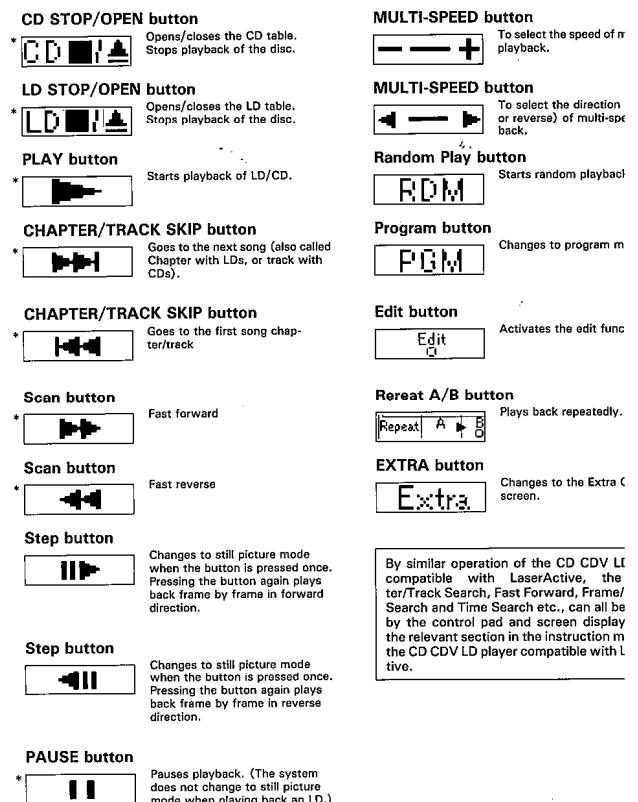 CD STOP/OPEN button
* CD
Opens/closes the CD table.
Stops playback of the disc.
LD STOP/OPEN button
* LD
Opens/closes the LD table.
Stops playback of the disc.
PLAY button
*
Starts playback of LD/CD.
CHAPTER/TRACK SKIP button
*
Goes to the next song (also called
Chapter with LDs, or track with
CDs).
CHAPTER/TRACK SKIP button
*
Goes to the first song chap-
ter/track
Scan button
*
Fast forward
Scan button
*
Fast reverse
Step button
Changes to still picture mode
when the button is pressed once.
Pressing the button again plays
back frame by frame in forward
direction.
Step button
Changes to still picture mode
when the button is pressed once.
Pressing the button again plays
back frame by frame in reverse
direction.
PAUSE button
*
Pauses playback. (The system
does not change to still picture
mode when playing back an LD.)
MULTI-SPEED button
To select the speed of
playback.
MULTI-SPEED button
To select the direction
or reverse) of
back.
Random Play button
RDM
Starts random
Program button
PGM
Changes to program
Edit button
Edit
Activates the edit
Rereat A/B button
Repeat A B
Plays back repeatedly.
EXTRA button
Extra
Changes to the Extra
screen.
By similar operation of the CD CDV
compatible with LaserActive, the
ter/Track Search, Fast Forward, Frame/
Search and Time Search etc., can all be
by the control pad and screen
the relevant section in the instruction
the CD CDV LD player compatible with
tive.